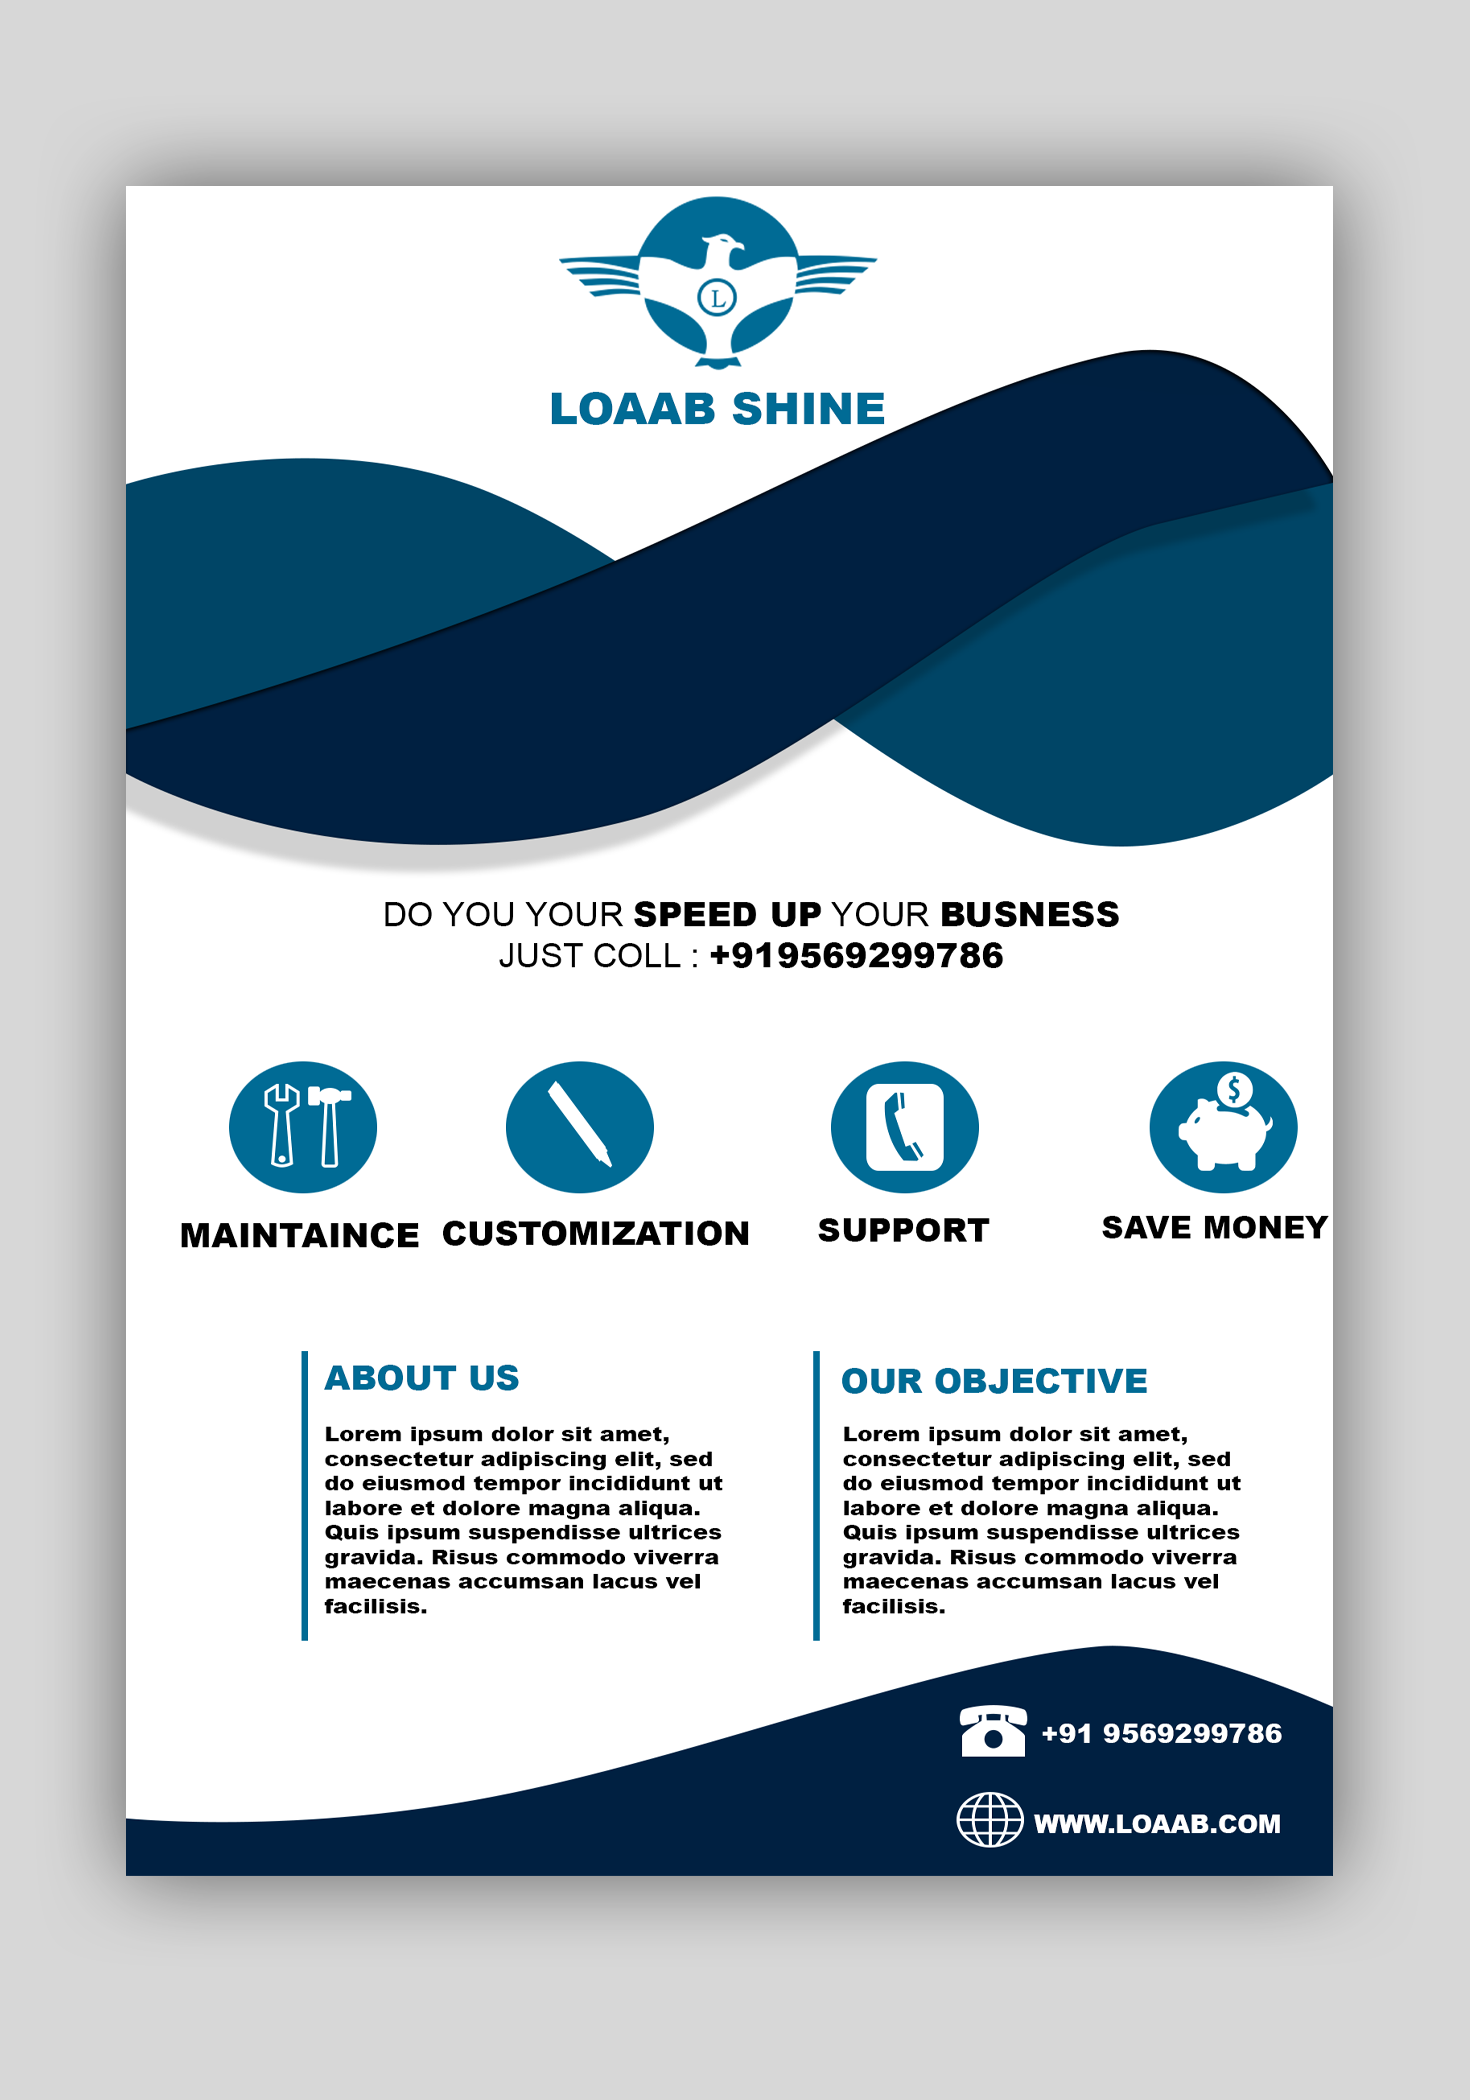 L
LOAAB SHINE
DO YOU YOUR SPEED UP YOUR BUSNESS
JUST COLL : +919569299786
$
MAINTAINCE
CUSTOMIZATION
SUPPORT
SAVE MONEY
ABOUT US
Lorem ipsum dolor sit amet,
consectetur adipiscing elit, sed
do eiusmod tempor incididunt ut
labore et dolore magna aliqua.
Quis ipsum suspendisse ultrices
gravida. Risus commodo viverra
maecenas accumsan lacus vel
facilisis.
OUR OBJECTIVE
Lorem ipsum dolor sit amet,
consectetur adipiscing elit, sed
do eiusmod tempor incididunt ut
labore et dolore magna aliqua.
Quis ipsum suspendisse ultrices
gravida. Risus commodo viverra
maecenas accumsan lacus vel
facilisis.
+91 9569299786
WWW.LOAAB.COM